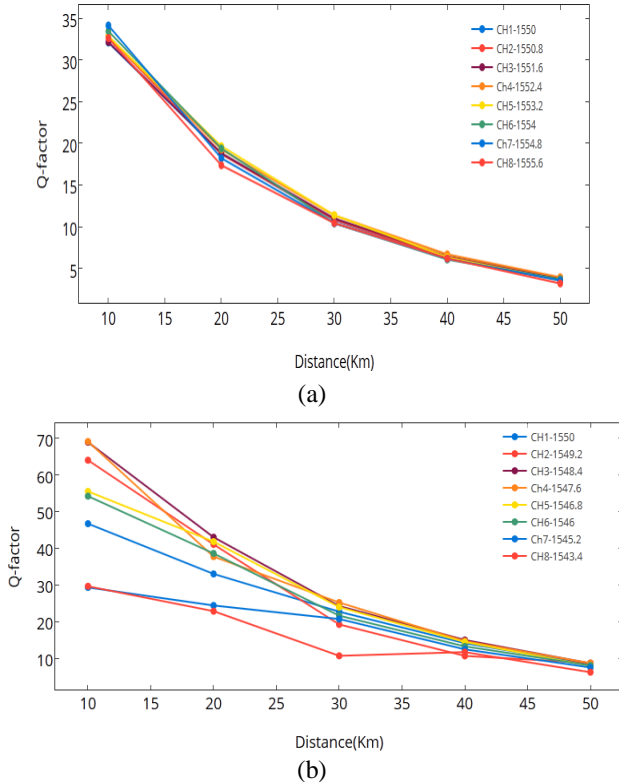 35
30
25
20
15
10
5
Q-factor
CH1-1550
CH2-1550.8
CH3-1551.6
Ch4-1552.4
CH5-1553.2
CH6-1554
Ch7-1554.8
CH8-1555.6
10 15 20 25 30 35 40 45 50
Distance(Km)
(a)
70
60
50
40
30
20
10
Q-factor
CH1-1550
CH2-1549.2
CH3-1548.4
Ch4-1547.6
CH5-1546.8
CH6-1546
Ch7-1545.2
CH8-1543.4
10 15 20 25 30 35 40 45 50
Distance(Km)
(b)